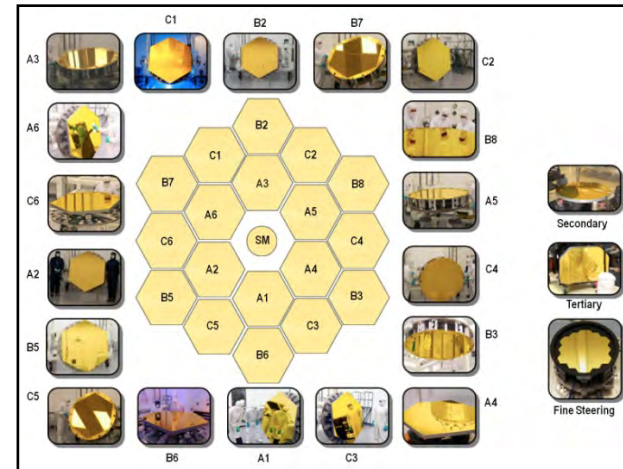 C1
B2
B7
A3
C2
A6
B8
C6
A5
A2
C4
B5
B3
C5
A4
B6
A1
C3
B2
C1
C2
B7
A3
B8
A6
A5
C6
SM
C4
A2
A4
B5
A1
B3
C5
C3
B6
Secondary
Tertiary
Fine Steering